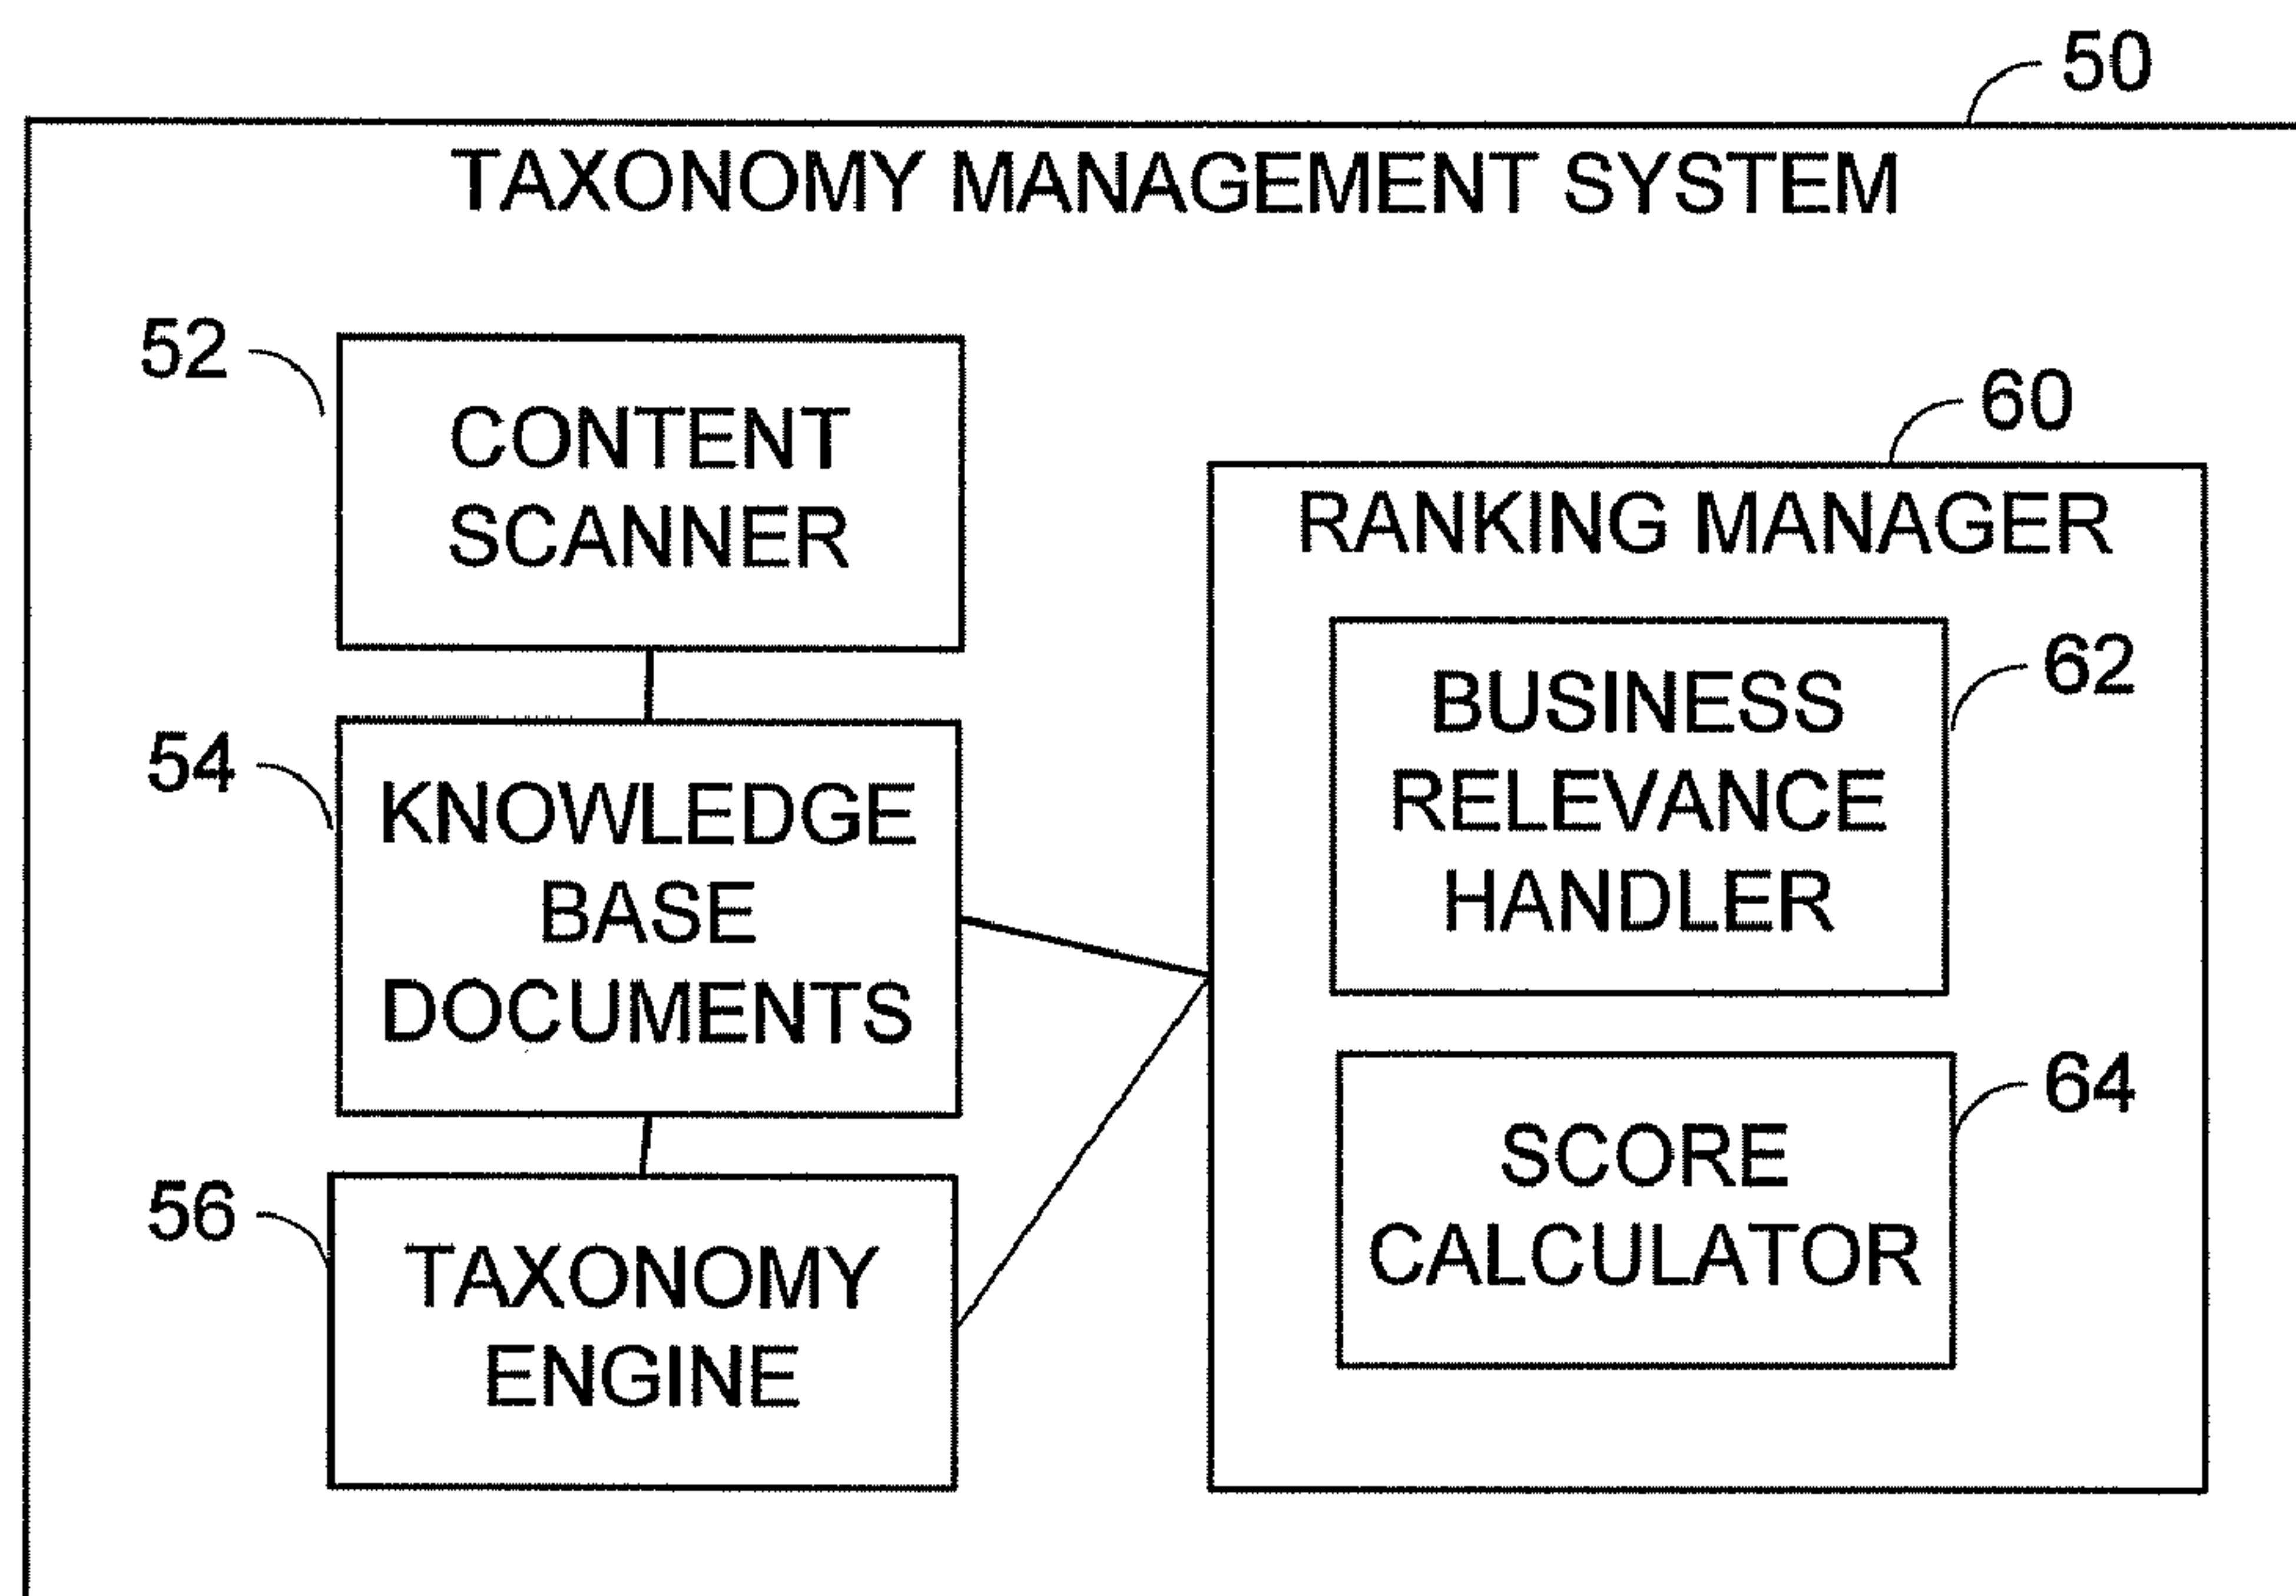 50
TAXONOMY MANAGEMENT SYSTEM
52
CONTENT
SCANNER
54
KNOWLEDGE
BASE
DOCUMENTS
56
TAXONOMY
ENGINE
60
RANKING MANAGER
62
BUSINESS
RELEVANCE
HANDLER
64
SCORE
CALCULATOR